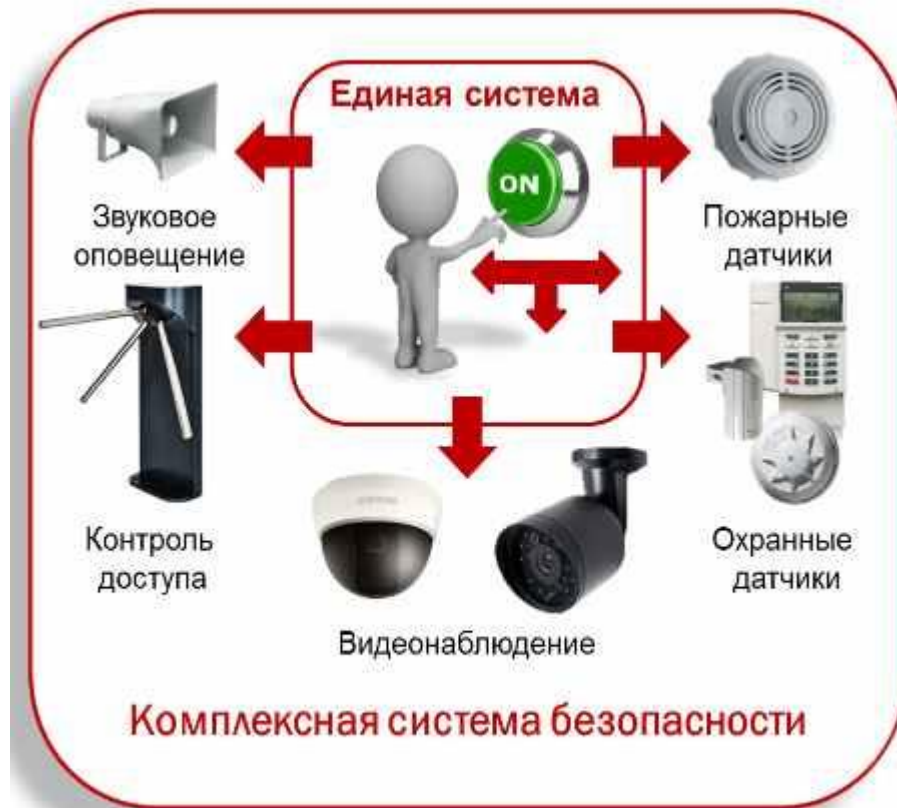 Единая система
ON
Звуковое
оповещение
Пожарные
датчики
Контроль
доступа
Охранные
датчики
Видеонаблюдение
Комплексная система безопасности